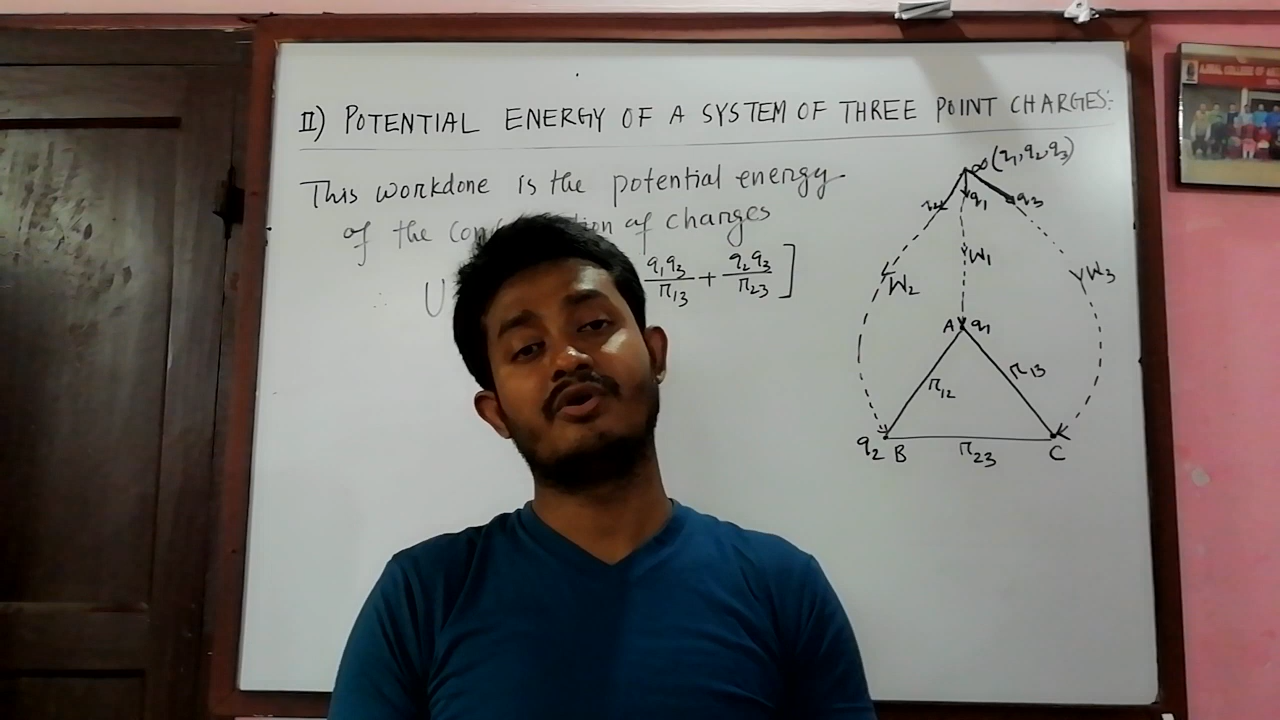 II) POTENTIAL ENERGY OF A SYSTEM OF THREE POINT CHARGES:-
This workdone is the potential energy
of the of charges
∴ U q₁q₃/r₁₃ + q₂q₃/r₂₃ ]
∞(q₁,q₂,q₃)
q₂ q₁ q₃
W₂ W₁ W₃
A q₁
r₁₂ r₁₃
q₂ B r₂₃ C